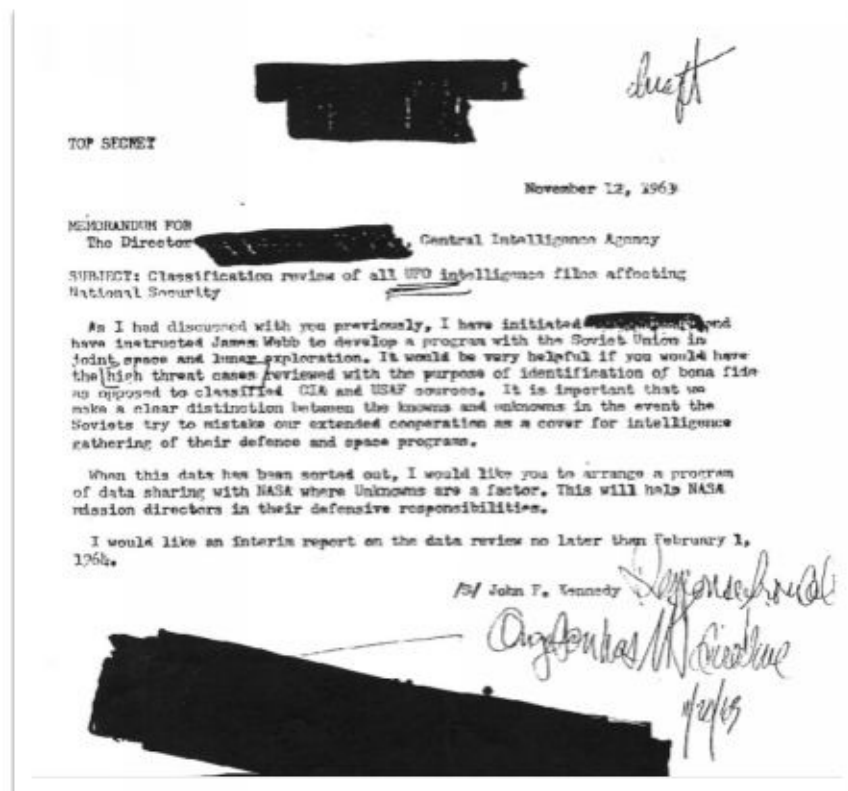 draft
TOP SECRET
November 12, 1963
MEMORANDUM FOR
The Director , Central Intelligence Agency
SUBJECT: Classification review of all UFO intelligence files affecting
National Security
As I had discussed with you previously, I have initiated and
have instructed James Webb to develop a program with the Soviet Union in
joint space and lunar exploration. It would be very helpful if you would have
the high threat cases reviewed with the purpose of identification of bona fide
as opposed to classified CIA and USAF sources. It is important that we
make a clear distinction between the knowns and unknowns in the event the
Soviets try to mistake our extended cooperation as a cover for intelligence
gathering of their defence and space programs.
When this data has been sorted out, I would like you to arrange a program
of data sharing with NASA where Unknowns are a factor. This will help NASA
mission directors in their defensive responsibilities.
I would like an interim report on the data review no later than February 1,
1964.
/S/ John F. Kennedy
Response from
Angleton has